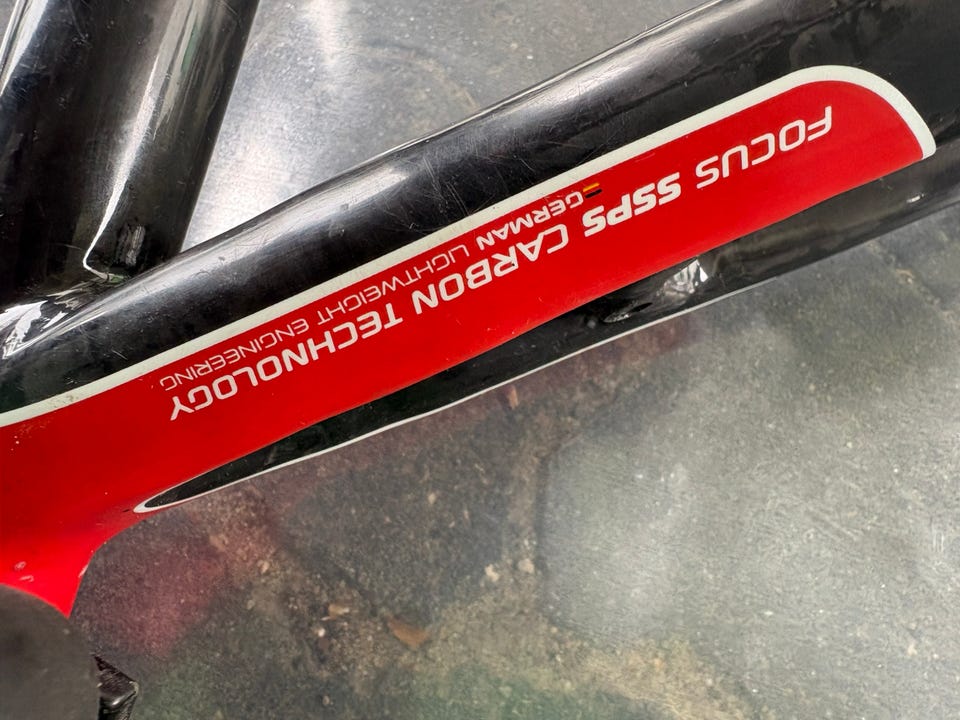 FOCUS SSPS CARBON TECHNOLOGY
GERMAN LIGHTWEIGHT ENGINEERING